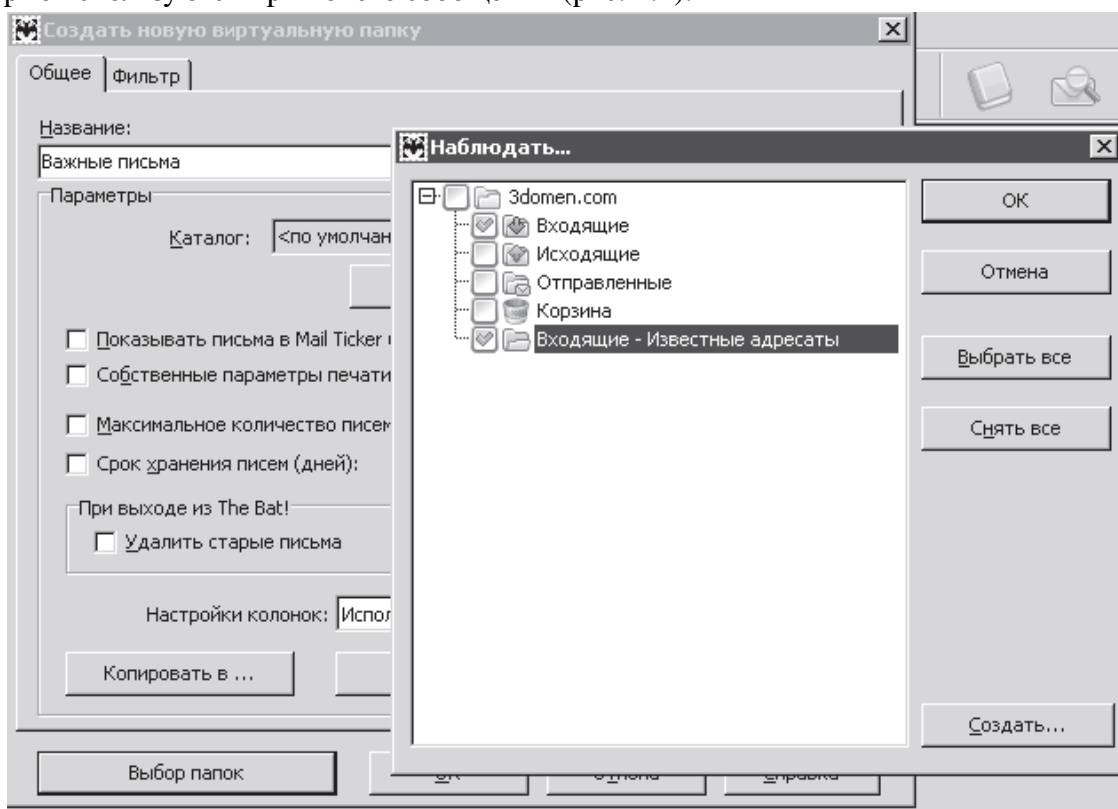 Создать новую виртуальную папку
Общее Фильтр
Название:
Важные письма
Параметры
Каталог: <по умолчан
Показывать письма в Mail Ticker
Собственные параметры печати
Максимальное количество писем
Срок хранения писем (дней):
При выходе из The Bat!
Удалить старые письма
Настройки колонок: Испол
Копировать в ...
Выбор папок
Наблюдать...
3domen.com
Входящие
Исходящие
Отправленные
Корзина
Входящие - Известные адресаты
ОК
Отмена
Выбрать все
Снять все
Создать...